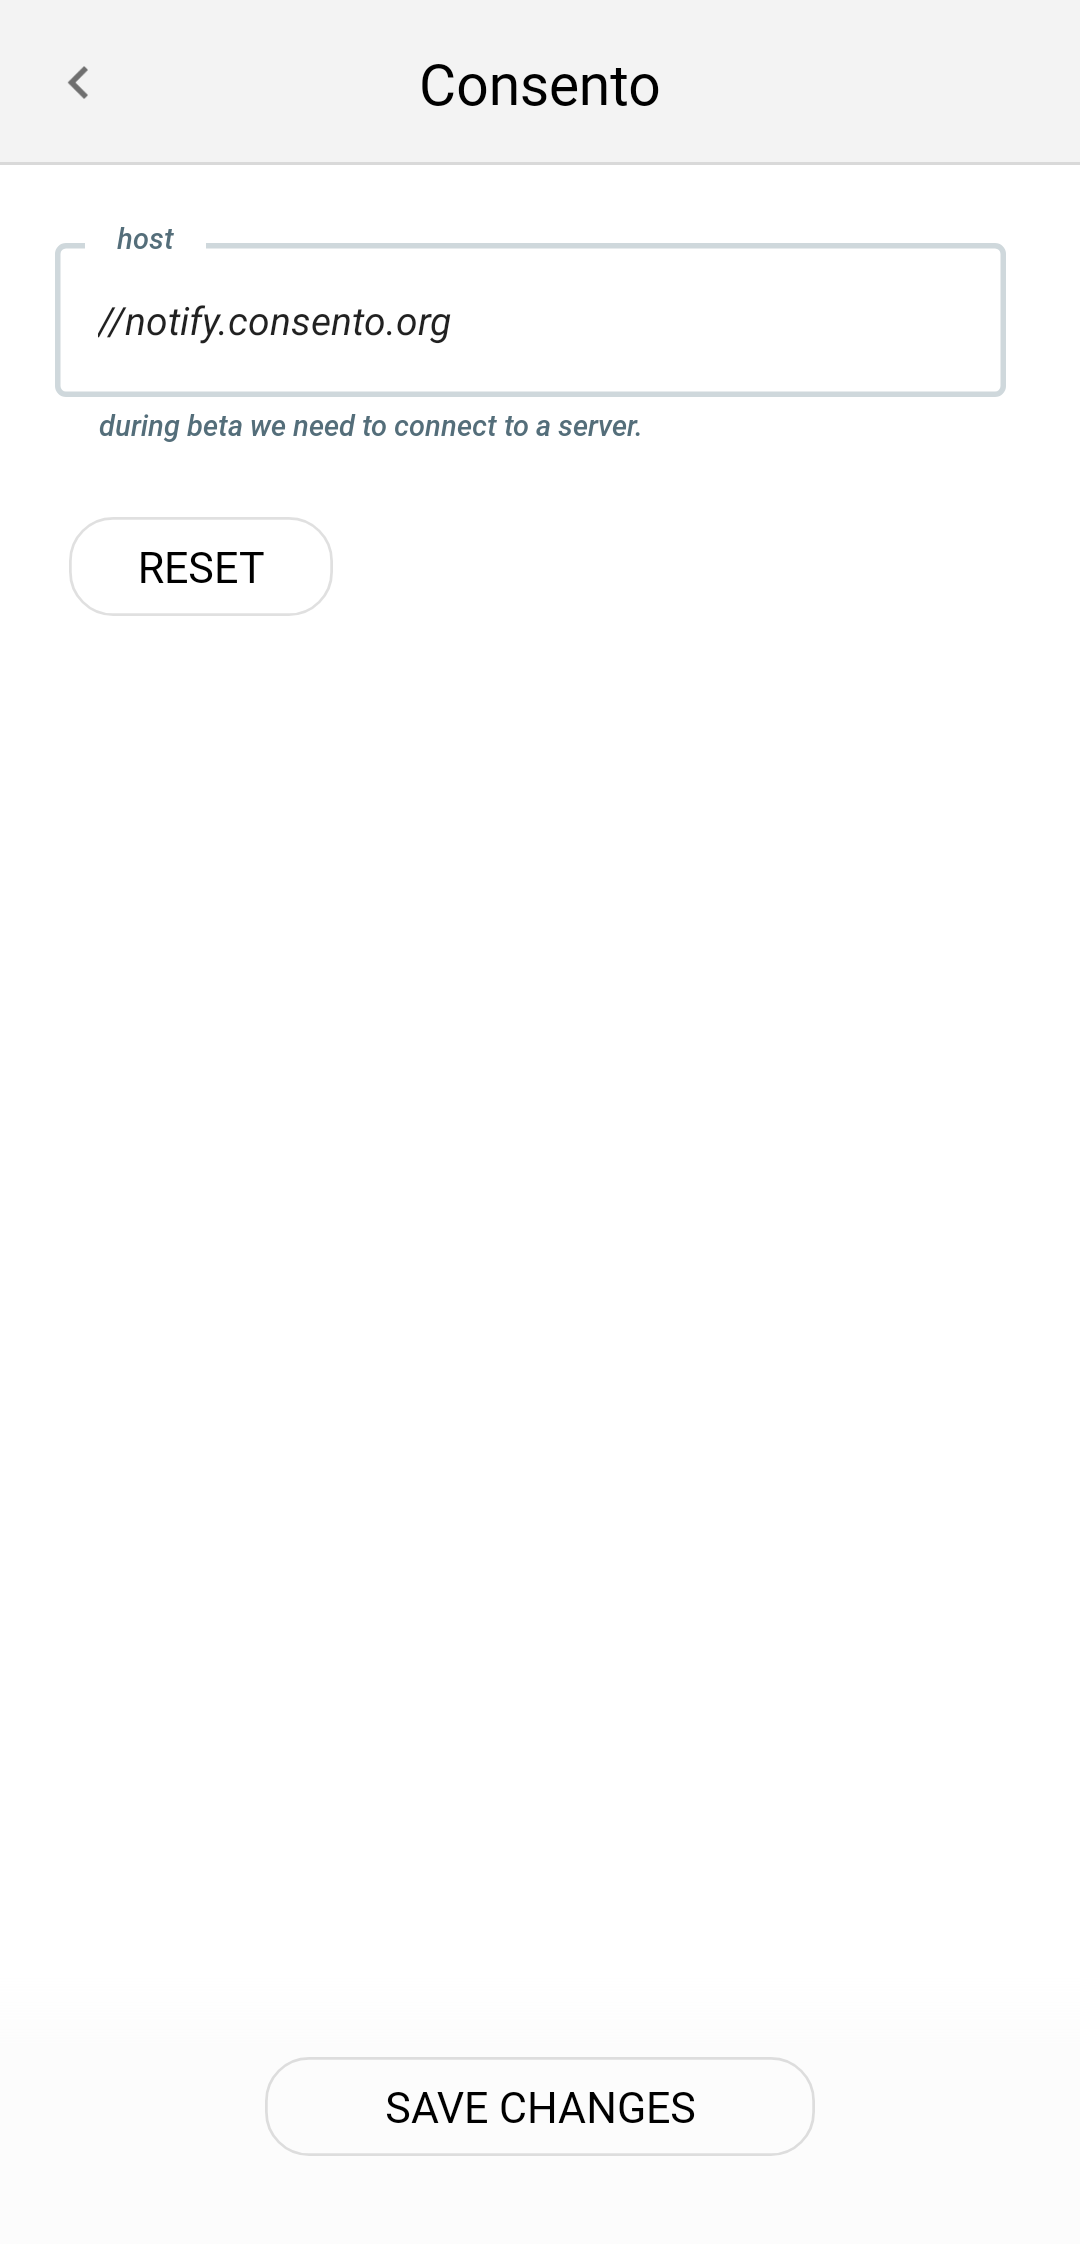 Consento
host
//notify.consento.org
during beta we need to connect to a server.
RESET
SAVE CHANGES